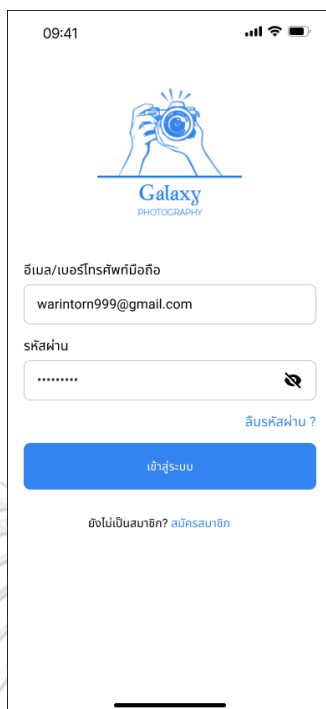 09:41
Galaxy
PHOTOGRAPHY
อีเมล/เบอร์โทรศัพท์มือถือ
warintorn999@gmail.com
รหัสผ่าน
•••••••••
ลืมรหัสผ่าน ?
เข้าสู่ระบบ
ยังไม่เป็นสมาชิก? สมัครสมาชิก